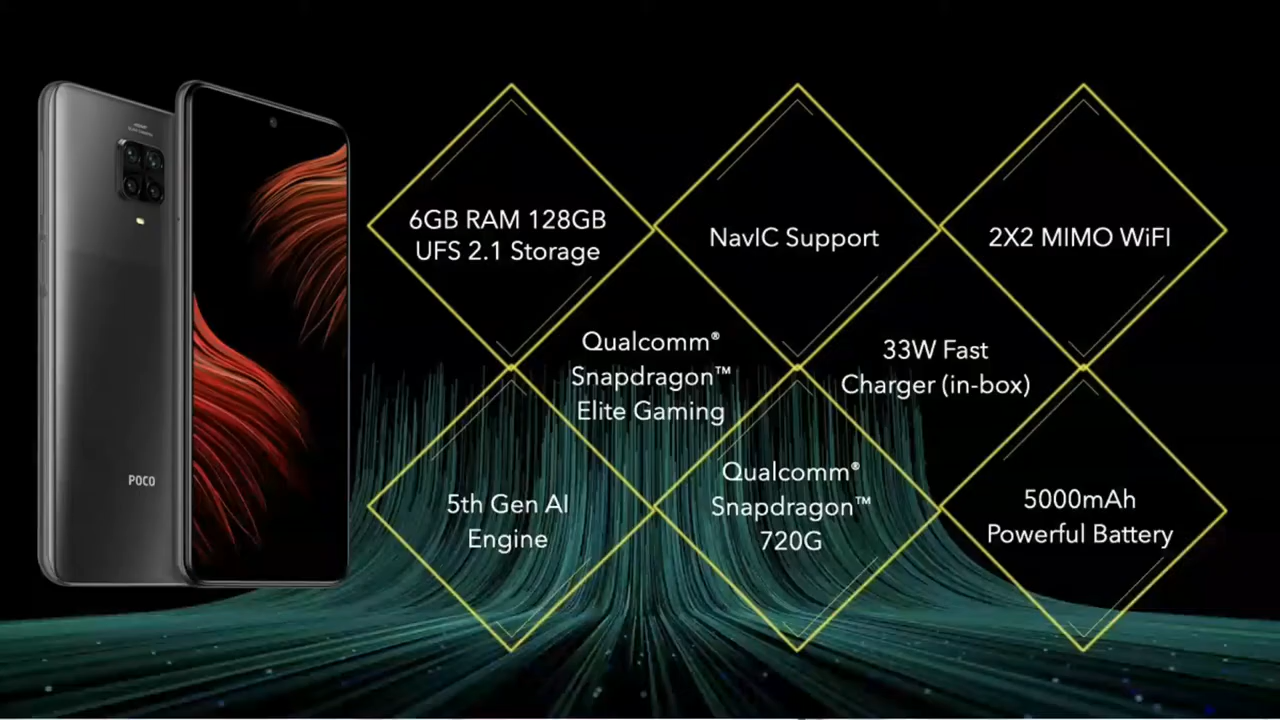 6GB RAM 128GB
UFS 2.1 Storage
NavIC Support
2X2 MIMO WiFI
Qualcomm®
Snapdragon™
Elite Gaming
33W Fast
Charger (in-box)
5th Gen AI
Engine
Qualcomm®
Snapdragon™
720G
5000mAh
Powerful Battery
POCO